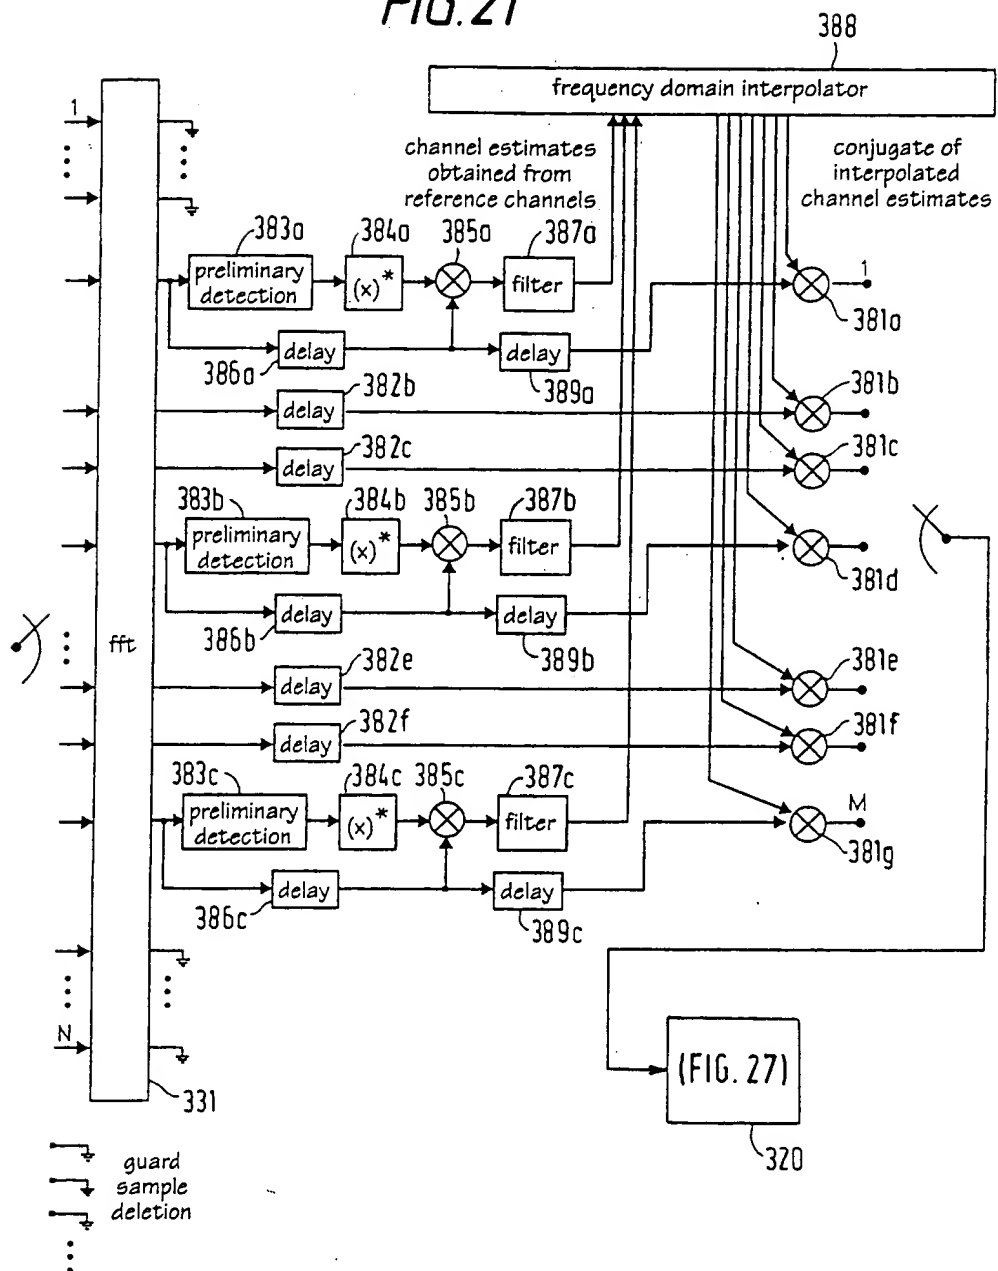 FIG. 21
388
frequency domain interpolator
channel estimates
obtained from
reference channels
conjugate of
interpolated
channel estimates
1
383a
384a
385a
387a
preliminary
detection
(x)*
filter
1
381a
delay
386a
delay
389a
382b
delay
381b
382c
delay
381c
383b
384b
385b
387b
preliminary
detection
(x)*
filter
381d
delay
386b
delay
389b
fft
382e
delay
381e
382f
delay
381f
383c
384c
385c
387c
preliminary
detection
(x)*
filter
M
381g
delay
386c
delay
389c
N
(FIG. 27)
331
320
guard
sample
deletion